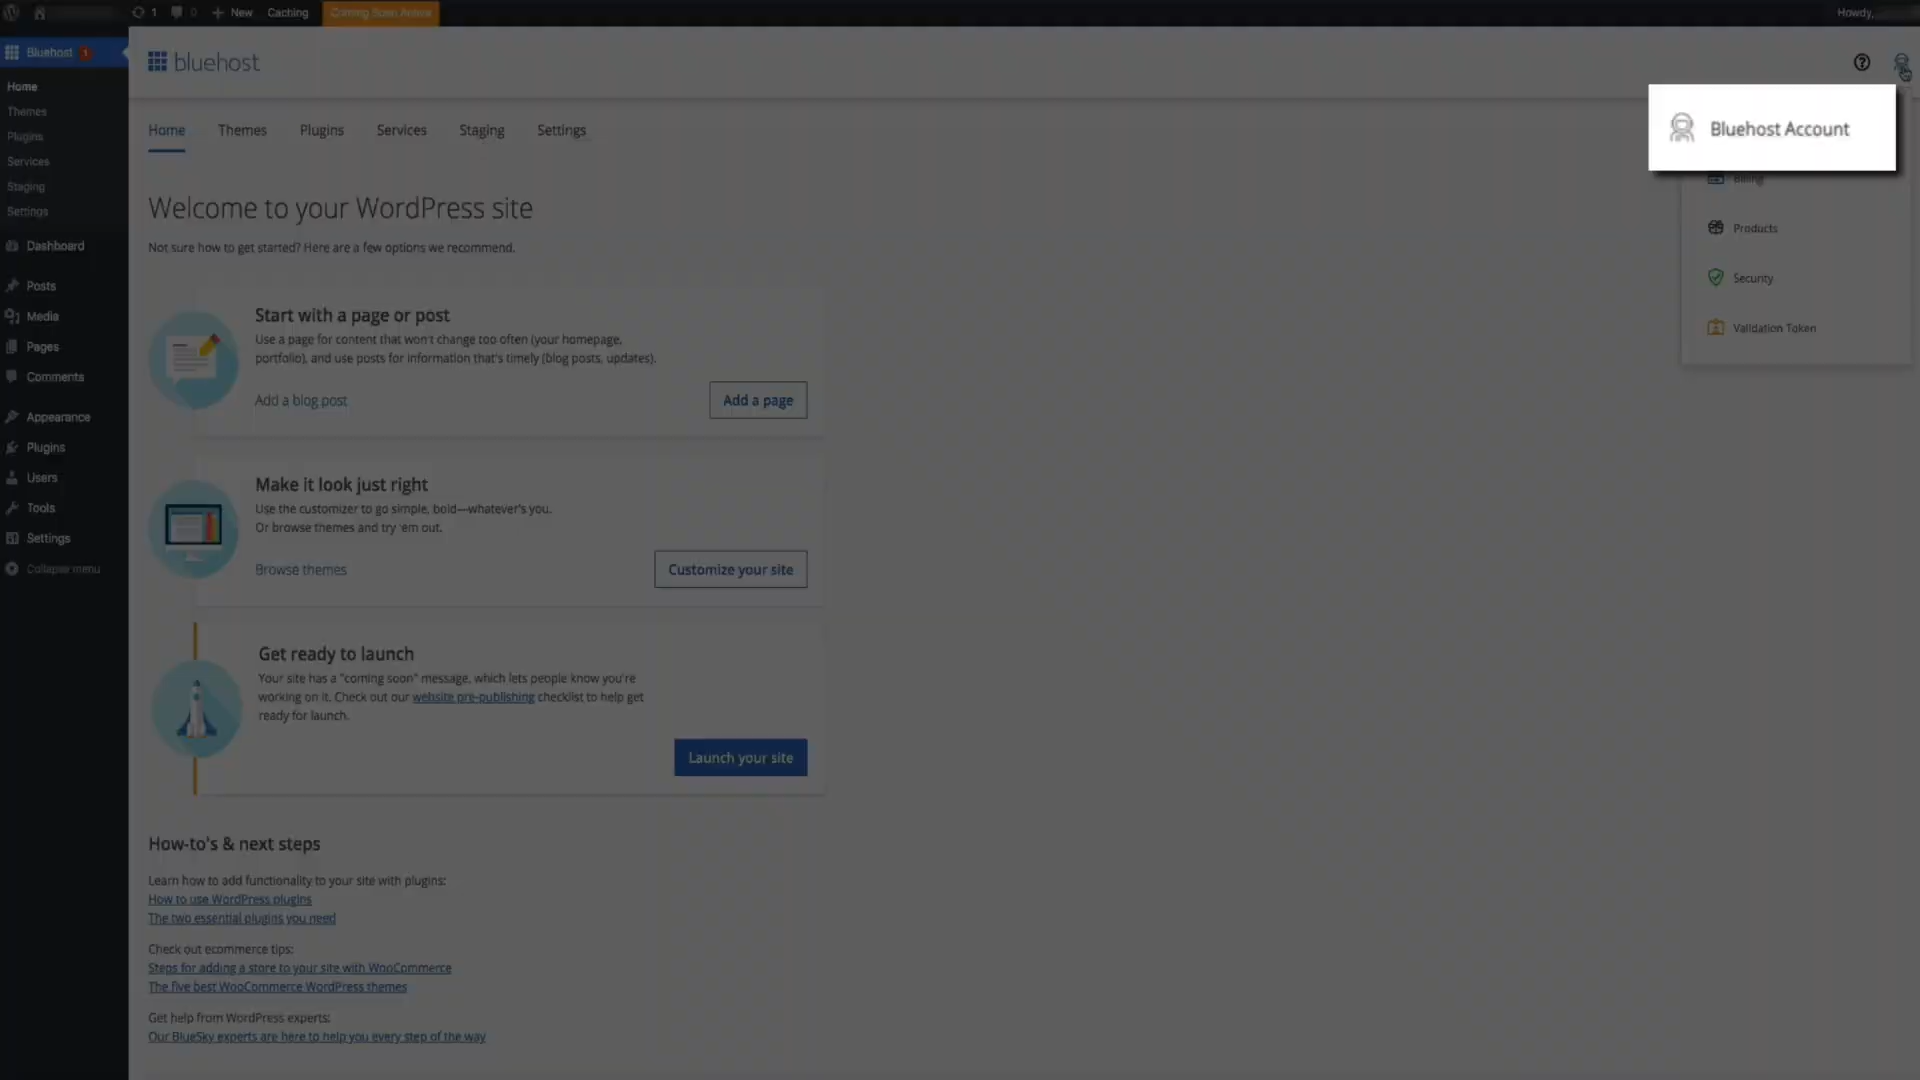 1
0
New
Caching
Coming Soon Active
Howdy,
Bluehost 1
bluehost
Home
Themes
Plugins
Services
Staging
Settings
Dashboard
Posts
Media
Pages
Comments
Appearance
Plugins
Users
Tools
Settings
Collapse menu
Home Themes Plugins Services Staging Settings
Bluehost Account
Billing
Products
Security
Validation Token
Welcome to your WordPress site
Not sure how to get started? Here are a few options we recommend.
Start with a page or post
Use a page for content that won't change too often (your homepage,
portfolio), and use posts for information that's timely (blog posts, updates).
Add a blog post
Add a page
Make it look just right
Use the customizer to go simple, bold—whatever's you.
Or browse themes and try 'em out.
Browse themes
Customize your site
Get ready to launch
Your site has a "coming soon" message, which lets people know you're
working on it. Check out our website pre-publishing checklist to help get
ready for launch.
Launch your site
How-to's & next steps
Learn how to add functionality to your site with plugins:
How to use WordPress plugins
The two essential plugins you need
Check out ecommerce tips:
Steps for adding a store to your site with WooCommerce
The five best WooCommerce WordPress themes
Get help from WordPress experts:
Our BlueSky experts are here to help you every step of the way